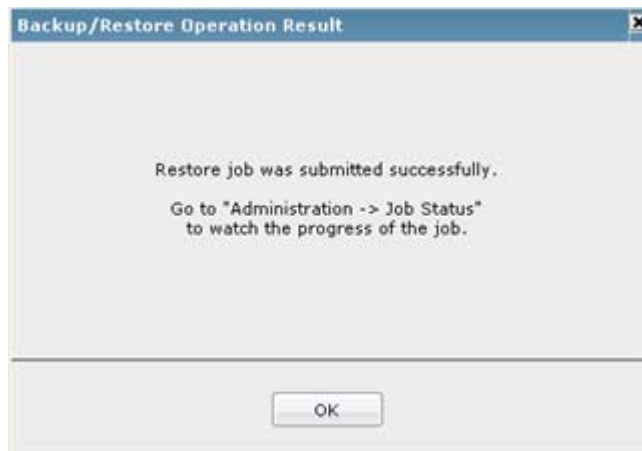 Backup/Restore Operation Result
Restore job was submitted successfully.
Go to "Administration -> Job Status"
to watch the progress of the job.
OK